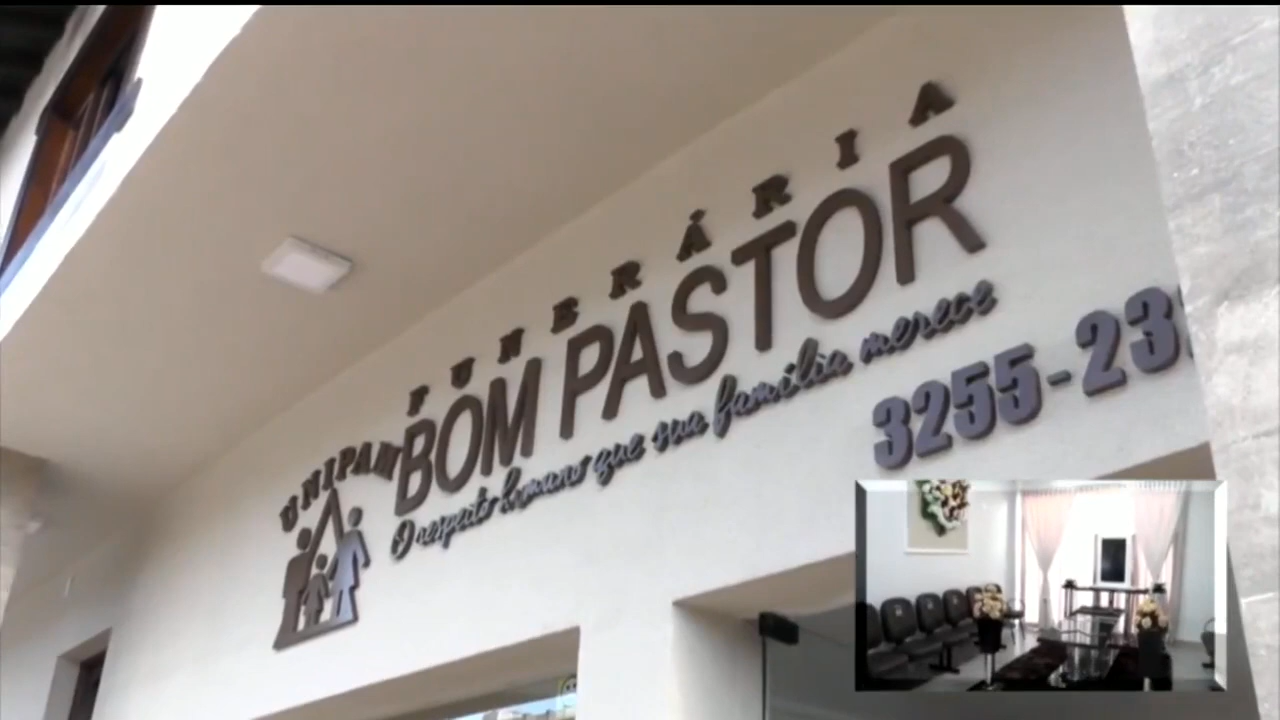 FUNERÁRIA
UNIPAM
BOM PASTOR
O respeito humano que sua família merece
3255-23